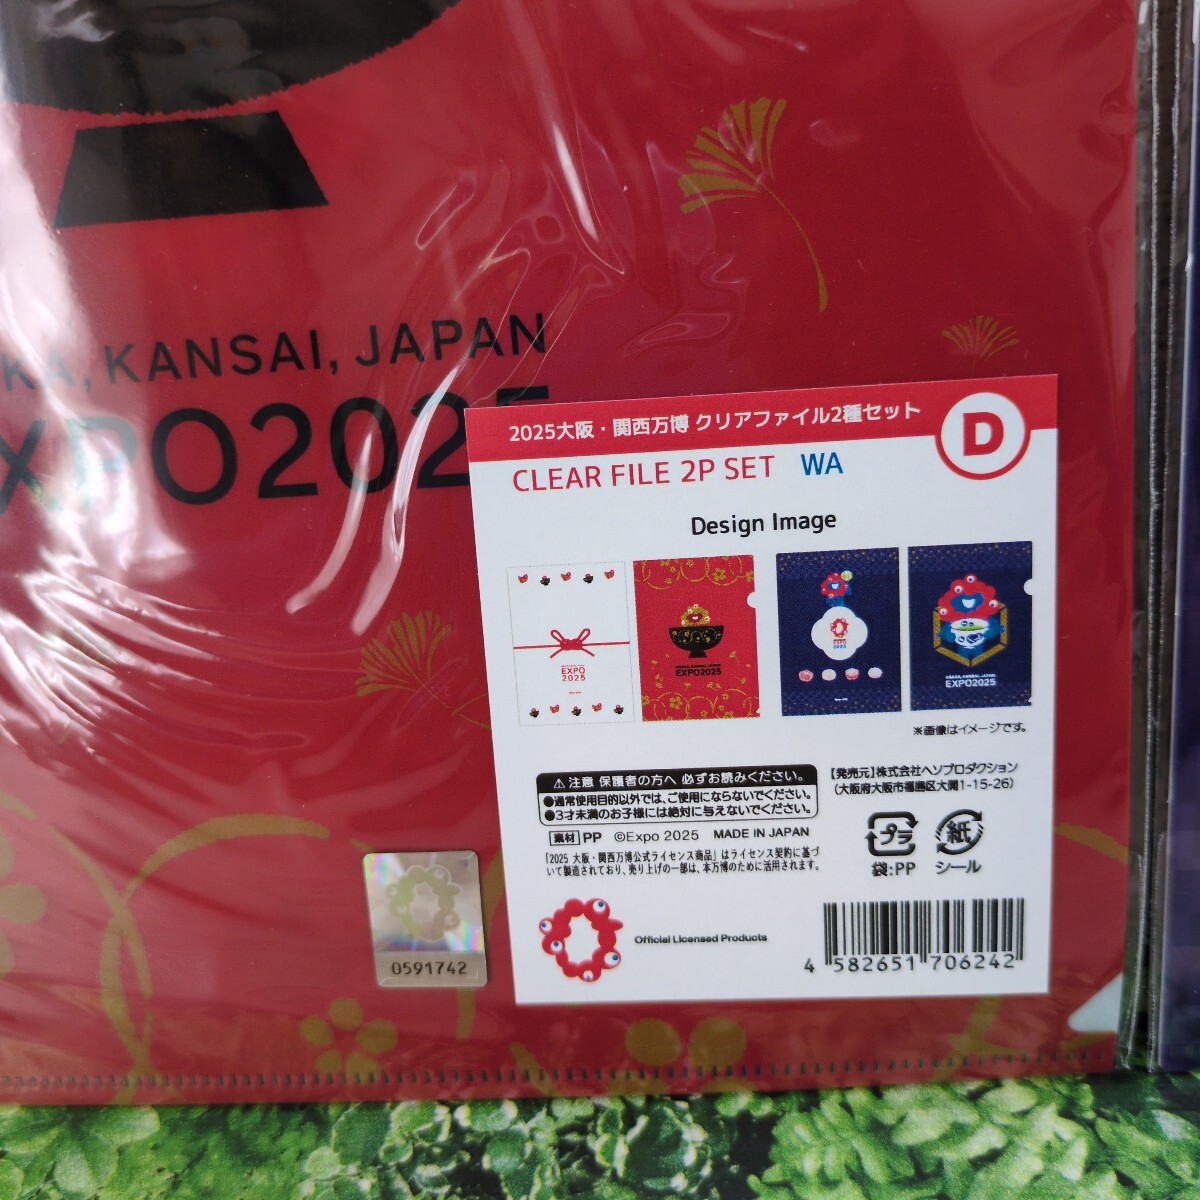 KA, KANSAI, JAPAN
XPO2025
2025大阪・関西万博 クリアファイル2種セット
D
CLEAR FILE 2P SET WA
Design Image
EXPO
2025
OSAKA, KANSAI, JAPAN
EXPO2025
EXPO
2025
OSAKA, KANSAI, JAPAN
EXPO2025
※画像はイメージです。
⚠注意 保護者の方へ 必ずお読みください。
●通常使用目的以外では、ご使用にならないでください。
●3才未満のお子様には絶対に与えないでください。
【発売元】株式会社ヘソプロダクション
(大阪府大阪市福島区大開1-15-26)
素材 PP ©Expo 2025 MADE IN JAPAN
「2025 大阪・関西万博公式ライセンス商品」はライセンス契約に基づ
いて製造されており、売り上げの一部は、本万博のために活用されます。
プラ
袋:PP
紙
シール
Official Licensed Products
4 582651 706242
0591742